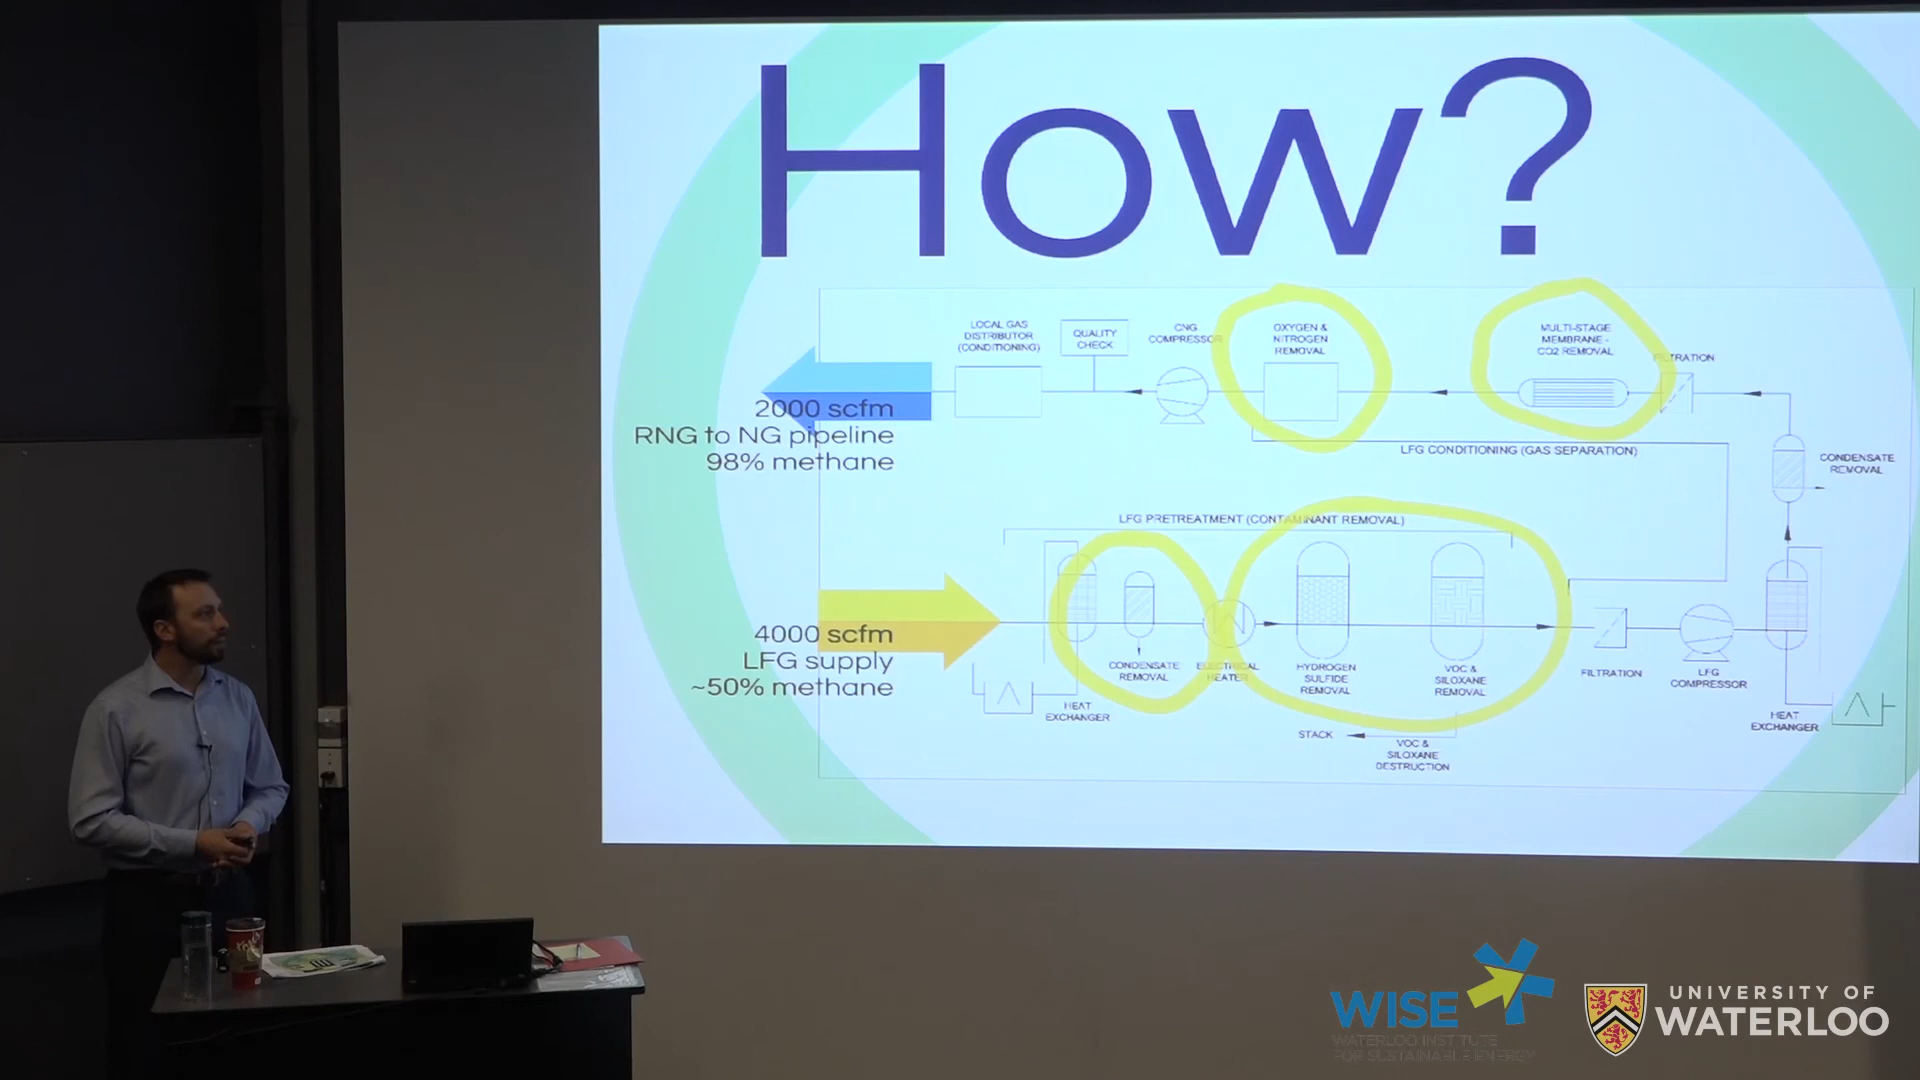 How?
LOCAL GAS
DISTRIBUTOR
(CONDITIONING)
QUALITY
CHECK
CNG
COMPRESSOR
OXYGEN &
NITROGEN
REMOVAL
MULTI-STAGE
MEMBRANE -
CO2 REMOVAL
FILTRATION
2000 scfm
RNG to NG pipeline
98% methane
LFG CONDITIONING (GAS SEPARATION)
CONDENSATE
REMOVAL
LFG PRETREATMENT (CONTAMINANT REMOVAL)
4000 scfm
LFG supply
~50% methane
CONDENSATE
REMOVAL
ELECTRICAL
HEATER
HYDROGEN
SULFIDE
REMOVAL
VOC &
SILOXANE
REMOVAL
FILTRATION
LFG
COMPRESSOR
HEAT
EXCHANGER
HEAT
EXCHANGER
STACK
VOC &
SILOXANE
DESTRUCTION
WISE
WATERLOO INSTITUTE
FOR SUSTAINABLE ENERGY
UNIVERSITY OF
WATERLOO